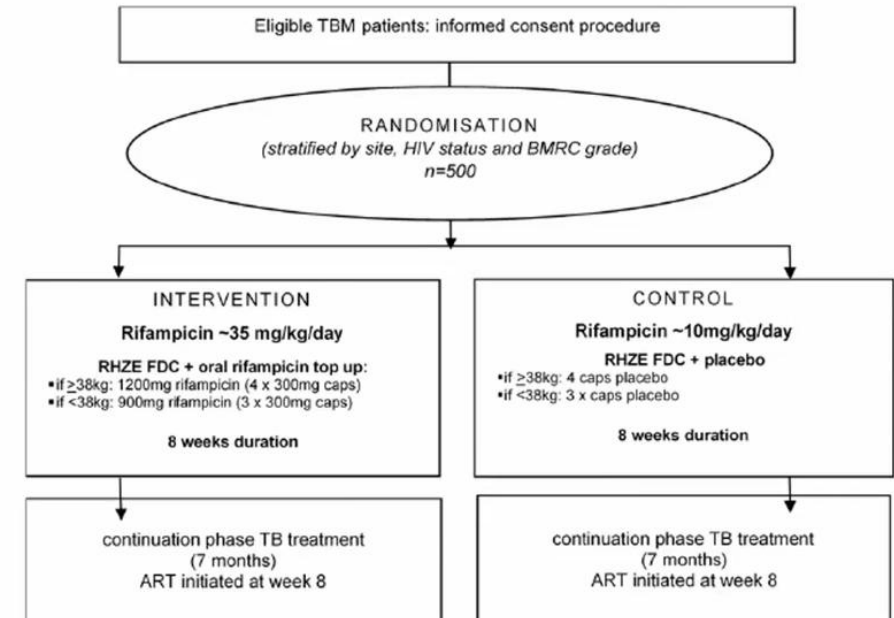 Eligible TBM patients: informed consent procedure
RANDOMISATION
(stratified by site, HIV status and BMRC grade)
n=500
INTERVENTION
Rifampicin ~35 mg/kg/day
RHZE FDC + oral rifampicin top up:
▪if ≥38kg: 1200mg rifampicin (4 x 300mg caps)
▪if <38kg: 900mg rifampicin (3 x 300mg caps)
8 weeks duration
CONTROL
Rifampicin ~10mg/kg/day
RHZE FDC + placebo
▪if ≥38kg: 4 caps placebo
▪if <38kg: 3 x caps placebo
8 weeks duration
continuation phase TB treatment
(7 months)
ART initiated at week 8
continuation phase TB treatment
(7 months)
ART initiated at week 8